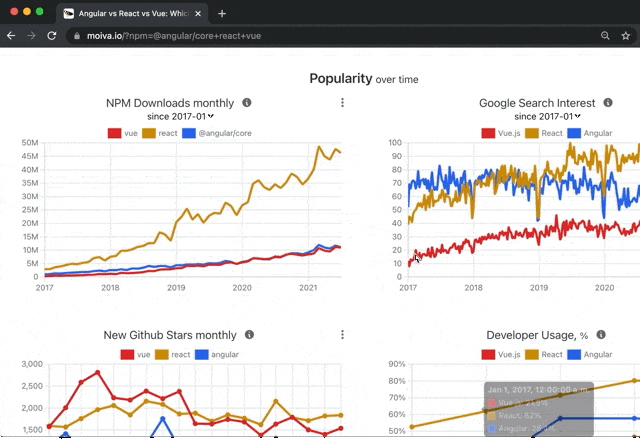 Angular vs React vs Vue: Whic
moiva.io/?npm=@angular/core+react+vue
Popularity over time
NPM Downloads monthly
since 2017-01
vue react @angular/core
50M
45M
40M
35M
30M
25M
20M
15M
10M
5M
0
2017 2018 2019 2020 2021
Google Search Interest
since 2017-01
Vue.js React Angular
100
90
80
70
60
50
40
30
20
10
0
2017 2018 2019 2020
New Github Stars monthly
vue react angular
3,000
2,500
2,000
1,500
Developer Usage, %
Vue.js React Angular
90%
80%
70%
60%
50%
Jan 1, 2017, 12:00:00 a.m.
React: 62%
Angular: